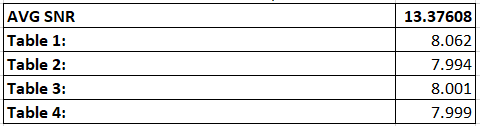 AVG SNR 13.37608
Table 1: 8.062
Table 2: 7.994
Table 3: 8.001
Table 4: 7.999